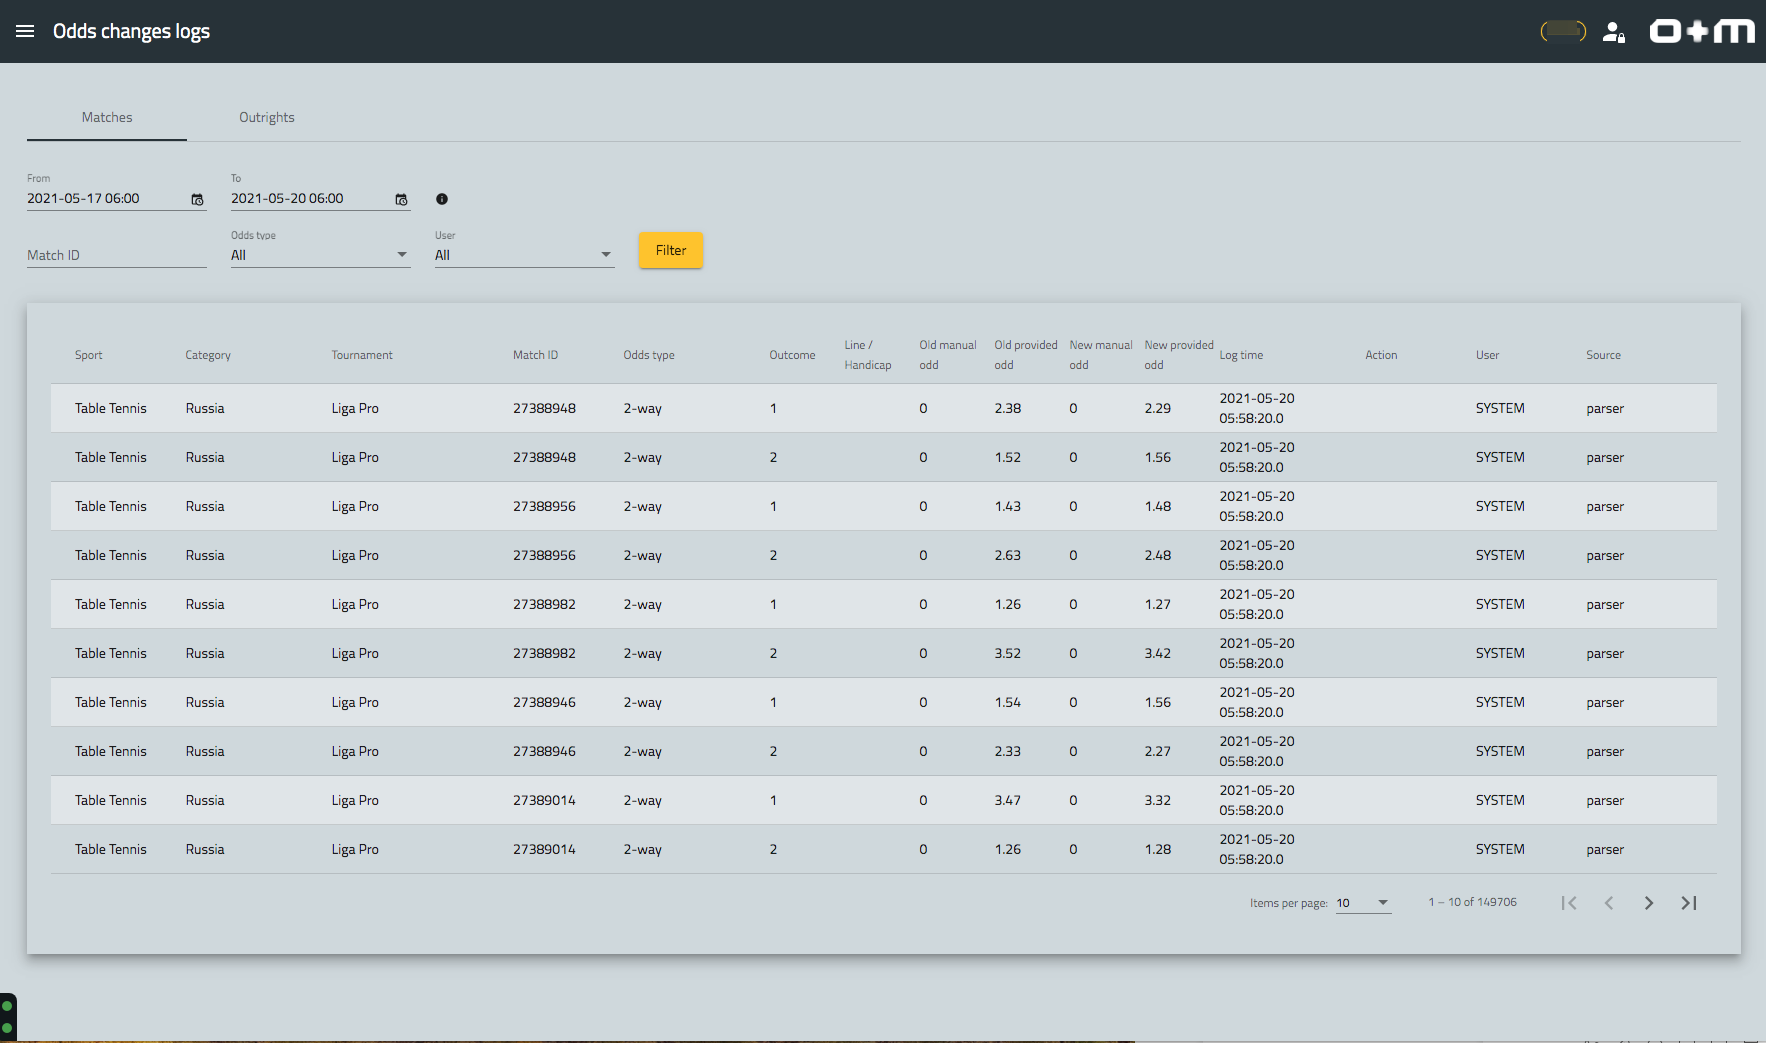 Odds changes logs
o+m
Matches
Outrights
From
To
2021-05-17 06:00
2021-05-20 06:00
Odds type
User
Match ID
All
All
Filter
Sport Category Tournament Match ID Odds type Outcome Line / Handicap Old manual odd Old provided odd New manual odd New provided odd Log time Action User Source
Table Tennis Russia Liga Pro 27388948 2-way 1 0 2.38 0 2.29 2021-05-20 05:58:20.0 SYSTEM parser
Table Tennis Russia Liga Pro 27388948 2-way 2 0 1.52 0 1.56 2021-05-20 05:58:20.0 SYSTEM parser
Table Tennis Russia Liga Pro 27388956 2-way 1 0 1.43 0 1.48 2021-05-20 05:58:20.0 SYSTEM parser
Table Tennis Russia Liga Pro 27388956 2-way 2 0 2.63 0 2.48 2021-05-20 05:58:20.0 SYSTEM parser
Table Tennis Russia Liga Pro 27388982 2-way 1 0 1.26 0 1.27 2021-05-20 05:58:20.0 SYSTEM parser
Table Tennis Russia Liga Pro 27388982 2-way 2 0 3.52 0 3.42 2021-05-20 05:58:20.0 SYSTEM parser
Table Tennis Russia Liga Pro 27388946 2-way 1 0 1.54 0 1.56 2021-05-20 05:58:20.0 SYSTEM parser
Table Tennis Russia Liga Pro 27388946 2-way 2 0 2.33 0 2.27 2021-05-20 05:58:20.0 SYSTEM parser
Table Tennis Russia Liga Pro 27389014 2-way 1 0 3.47 0 3.32 2021-05-20 05:58:20.0 SYSTEM parser
Table Tennis Russia Liga Pro 27389014 2-way 2 0 1.26 0 1.28 2021-05-20 05:58:20.0 SYSTEM parser
Items per page: 10 1 – 10 of 149706